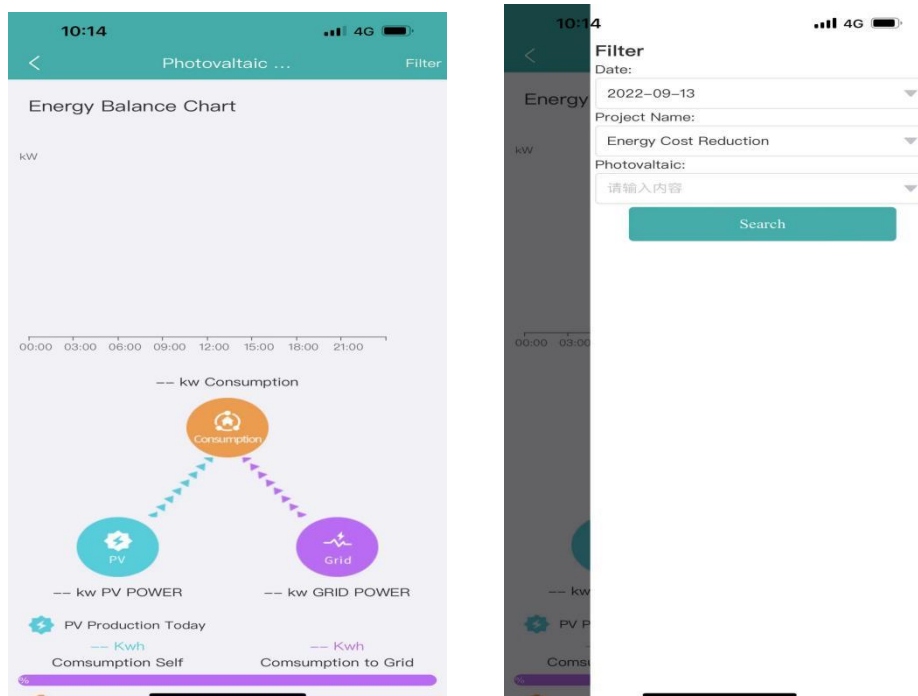 10:14
4G
Photovaltaic ...
Filter
Energy Balance Chart
kW
00:00 03:00 06:00 09:00 12:00 15:00 18:00 21:00
-- kw Consumption
Consumption
PV
Grid
-- kw PV POWER
-- kw GRID POWER
PV Production Today
-- Kwh
-- Kwh
Comsumption Self
Comsumption to Grid
%
10:14
4G
Filter
Date:
2022-09-13
Project Name:
Energy Cost Reduction
Photovaltaic:
请输入内容
Search
Energy
kW
00:00 03:00
-- kw
PV P
Comsu
%